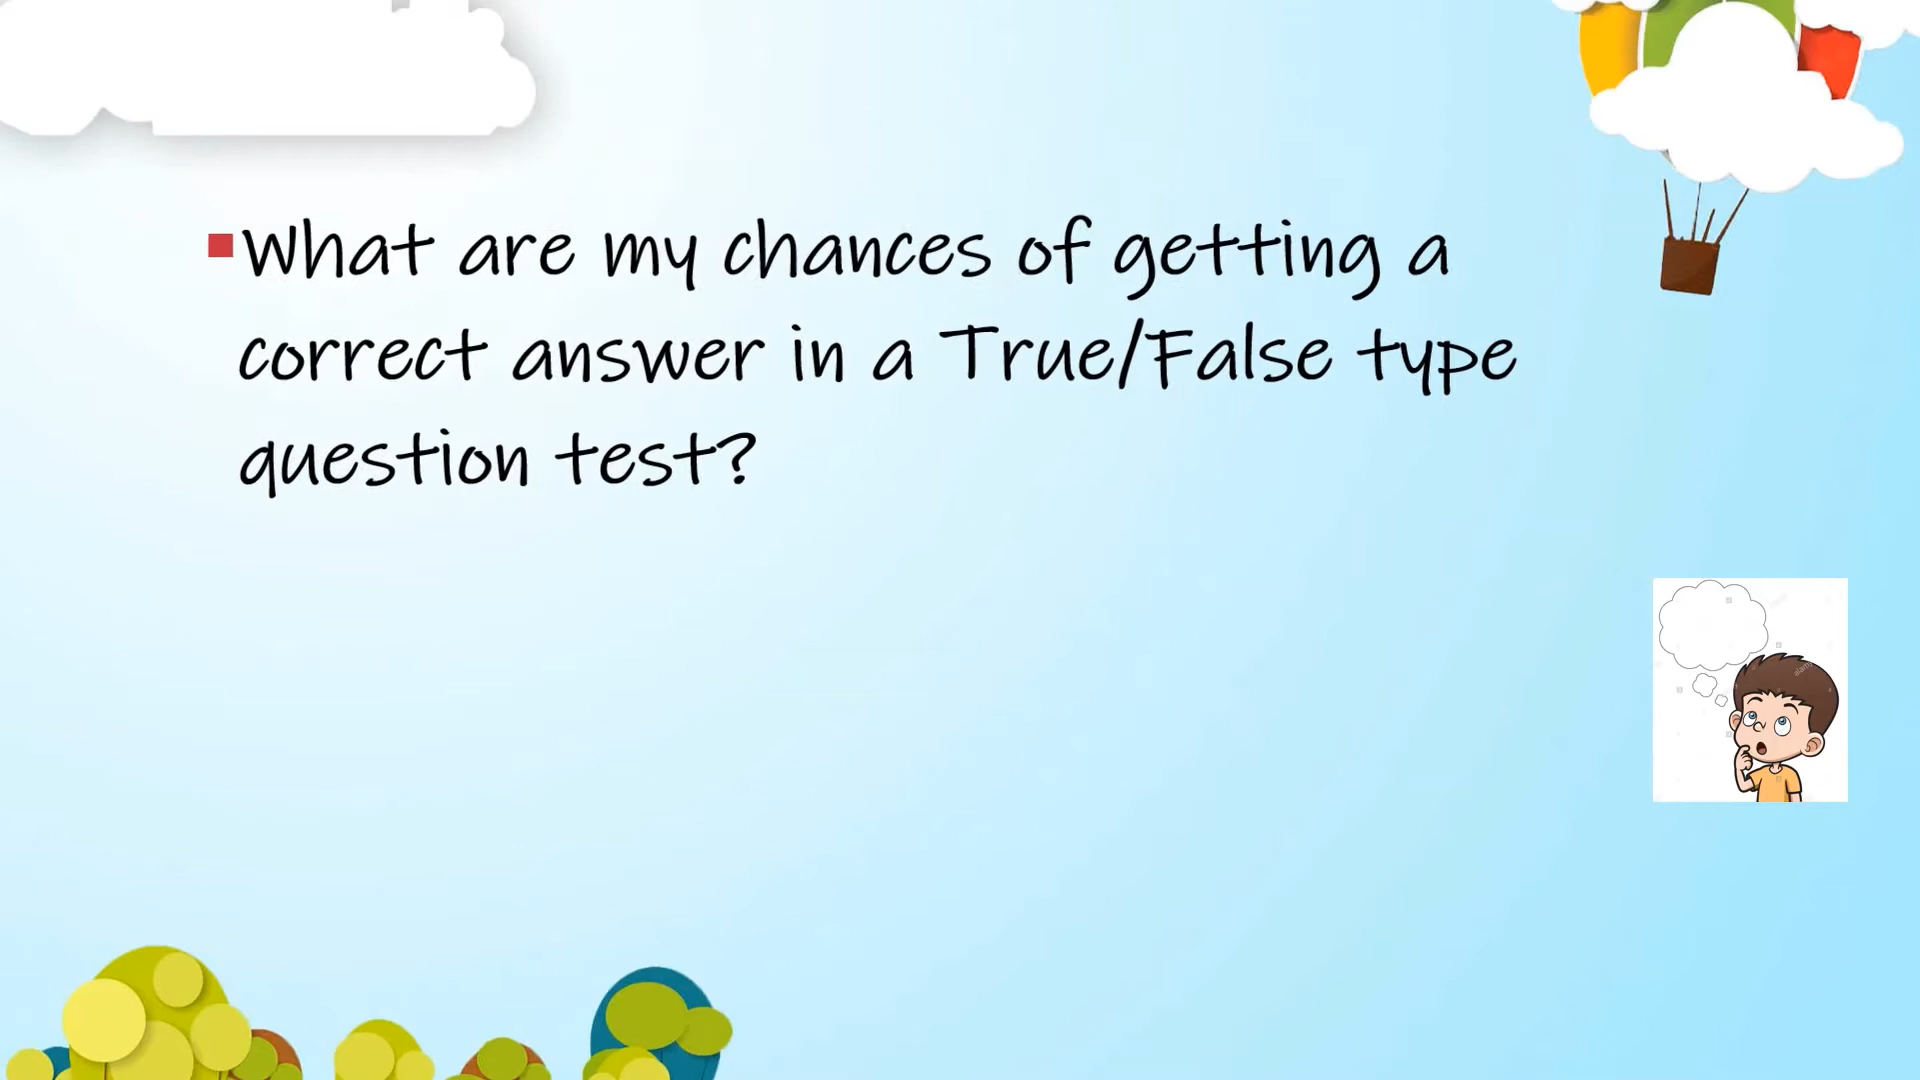 What are my chances of getting a
correct answer in a True/False type
question test?